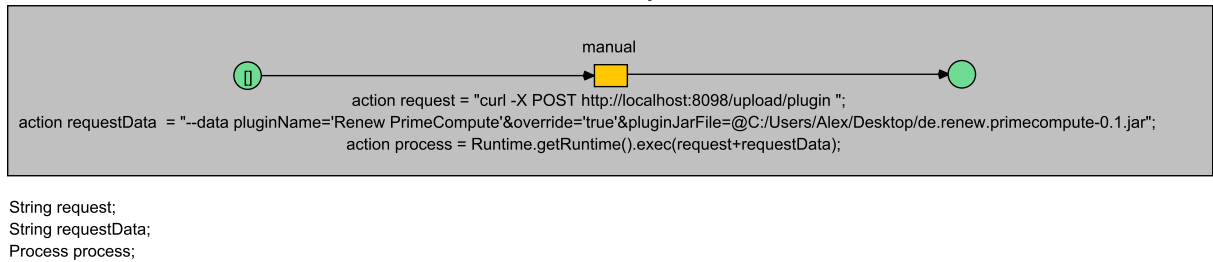 manual
[]
action request = "curl -X POST http://localhost:8098/upload/plugin ";
action requestData  = "--data pluginName='Renew PrimeCompute'&override='true'&pluginJarFile=@C:/Users/Alex/Desktop/de.renew.primecompute-0.1.jar";
action process = Runtime.getRuntime().exec(request+requestData);
String request;
String requestData;
Process process;